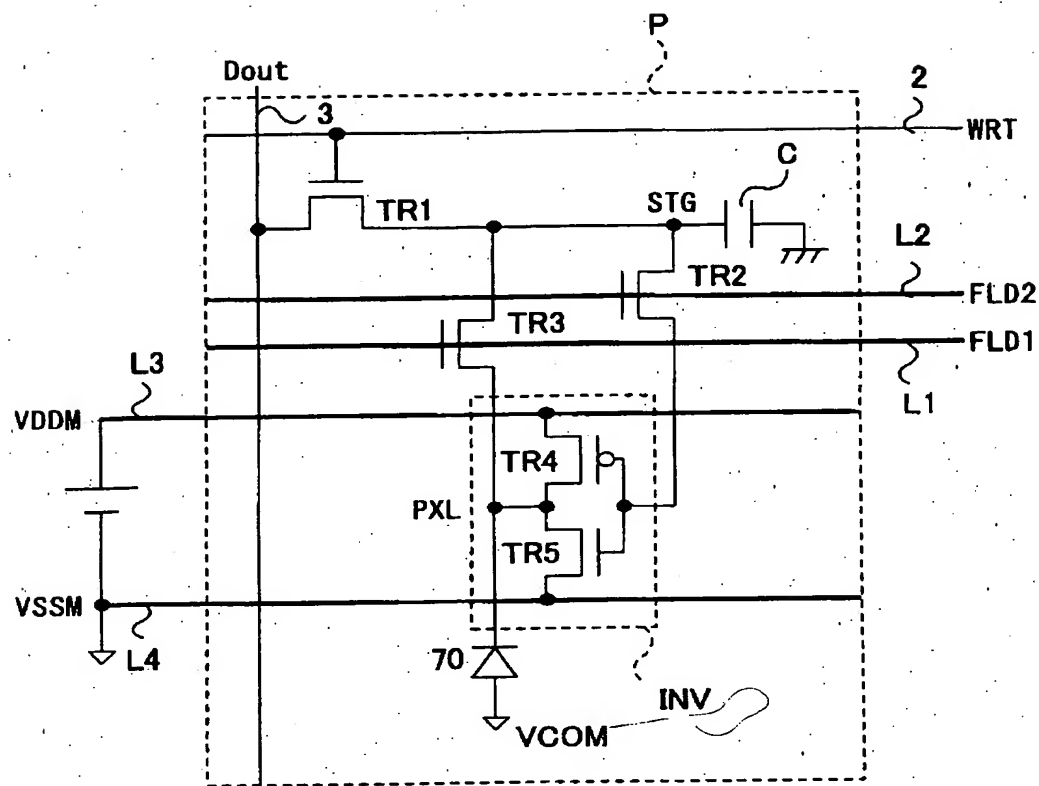 P
Dout
2
3
WRT
C
TR1
STG
L2
TR2
FLD2
TR3
FLD1
L3
L1
VDDM
TR4
PXL
TR5
VSSM
L4
70
INV
VCOM